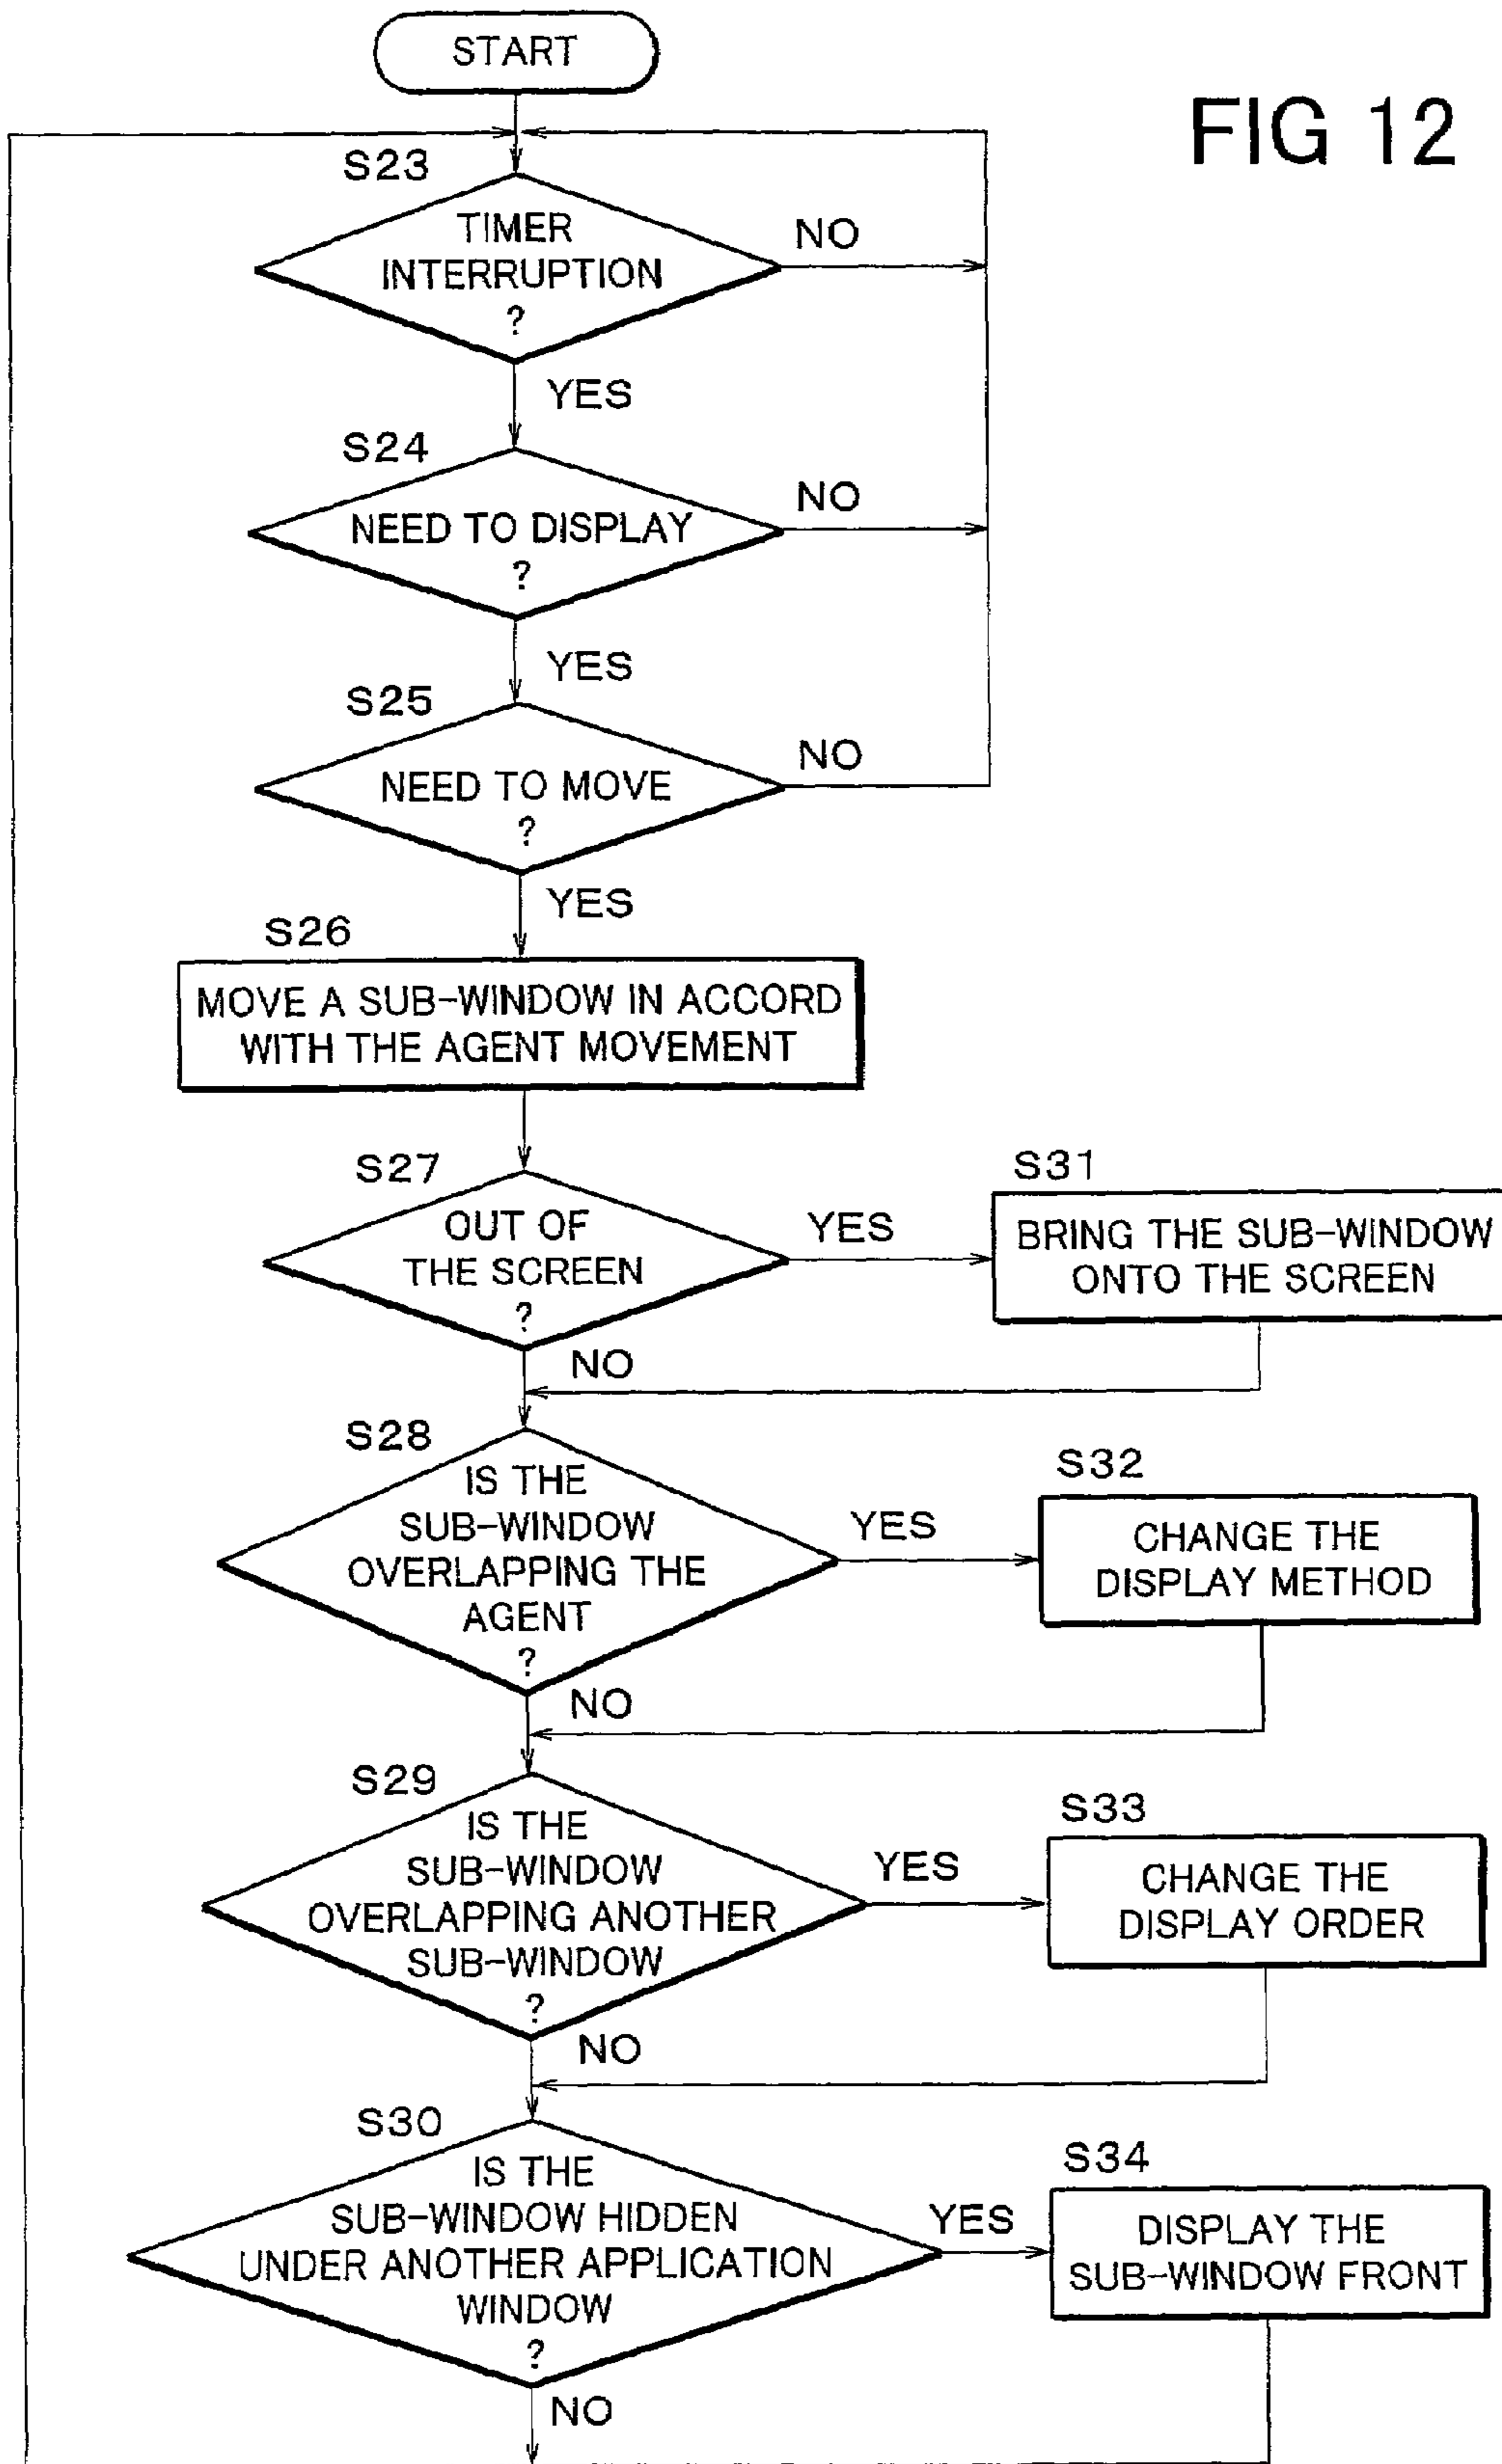 START
FIG 12
S23
TIMER
INTERRUPTION
?
NO
YES
S24
NEED TO DISPLAY
?
NO
YES
S25
NEED TO MOVE
?
NO
YES
S26
MOVE A SUB-WINDOW IN ACCORD
WITH THE AGENT MOVEMENT
S27
OUT OF
THE SCREEN
?
YES
S31
BRING THE SUB-WINDOW
ONTO THE SCREEN
NO
S28
IS THE
SUB-WINDOW
OVERLAPPING THE
AGENT
?
YES
S32
CHANGE THE
DISPLAY METHOD
NO
S29
IS THE
SUB-WINDOW
OVERLAPPING ANOTHER
SUB-WINDOW
?
YES
S33
CHANGE THE
DISPLAY ORDER
NO
S30
IS THE
SUB-WINDOW HIDDEN
UNDER ANOTHER APPLICATION
WINDOW
?
YES
S34
DISPLAY THE
SUB-WINDOW FRONT
NO